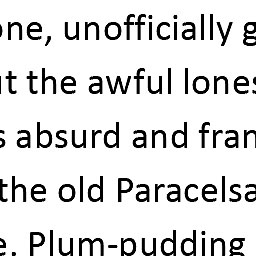 one, unofficially g
ut the awful lones
s absurd and fran
the old Paracelsa
e. Plum-pudding